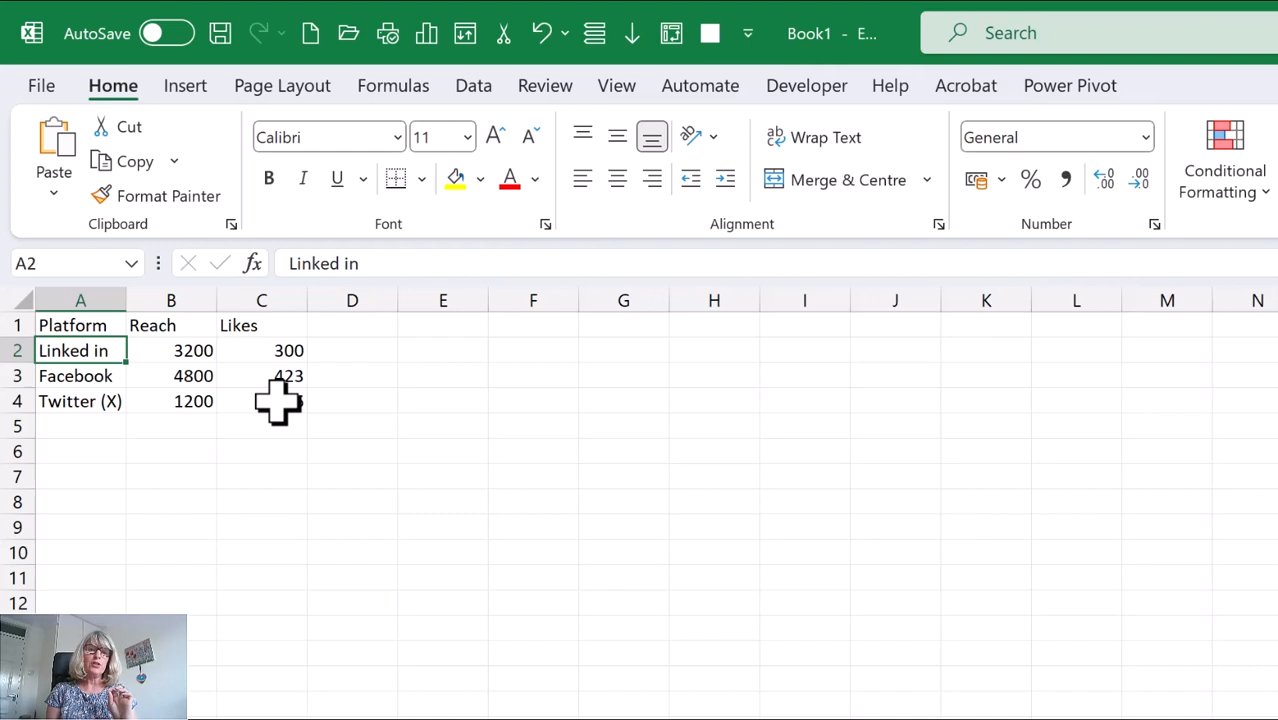 AutoSave Book1 - E... Search
File Home Insert Page Layout Formulas Data Review View Automate Developer Help Acrobat Power Pivot
Paste Cut Copy Format Painter
Clipboard
Calibri 11
B I U A
Font
ab Wrap Text
Merge & Centre
Alignment
General
%
Number
Conditional
Formatting
A2 fx Linked in
A B C D E F G H I J K L M N
1 Platform Reach Likes
2 Linked in 3200 300
3 Facebook 4800 423
4 Twitter (X) 1200
5
6
7
8
9
10
11
12